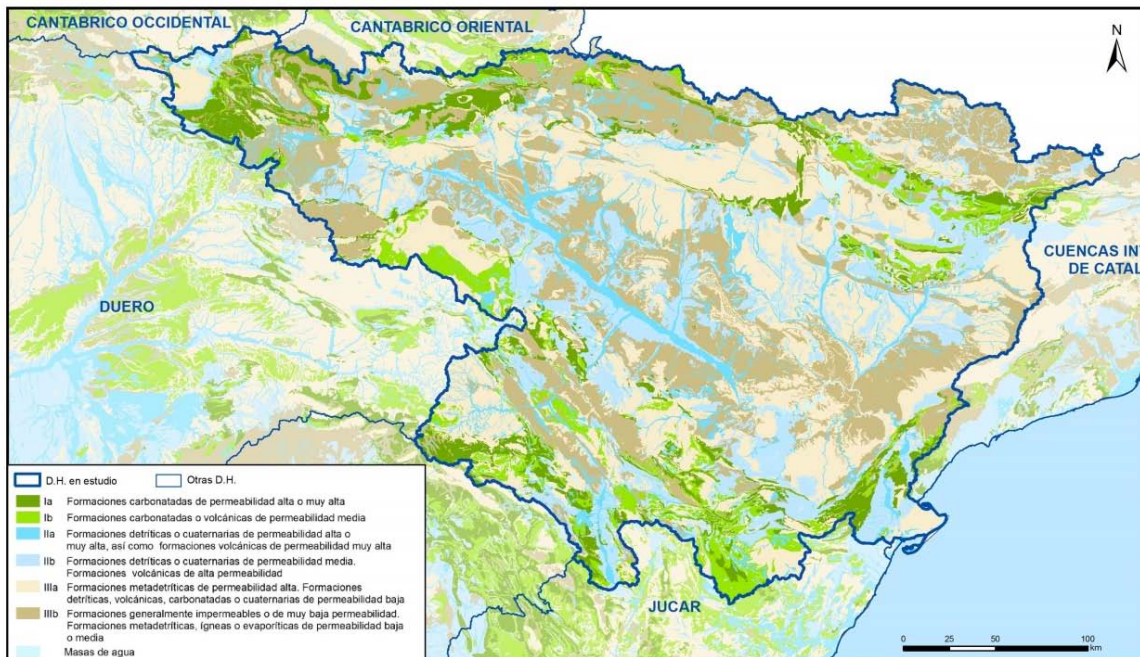 CANTABRICO OCCIDENTAL
CANTABRICO ORIENTAL
N
CUENCAS IN
DE CATAL
DUERO
JUCAR
D.H. en estudio Otras D.H.
Ia Formaciones carbonatadas de permeabilidad alta o muy alta
Ib Formaciones carbonatadas o volcánicas de permeabilidad media
IIa Formaciones detríticas o cuaternarias de permeabilidad alta o
muy alta, así como formaciones volcánicas de permeabilidad muy alta
IIb Formaciones detríticas o cuaternarias de permeabilidad media.
Formaciones volcánicas de alta permeabilidad
IIIa Formaciones metadetríticas de permeabilidad alta. Formaciones
detríticas, volcánicas, carbonatadas o cuaternarias de permeabilidad baja
IIIb Formaciones generalmente impermeables o de muy baja permeabilidad.
Formaciones metadetríticas, ígneas o evaporíticas de permeabilidad baja
o media
Masas de agua
0 25 50 100
km